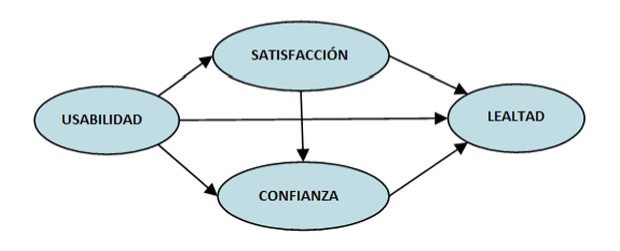 SATISFACCIÓN
USABILIDAD
LEALTAD
CONFIANZA